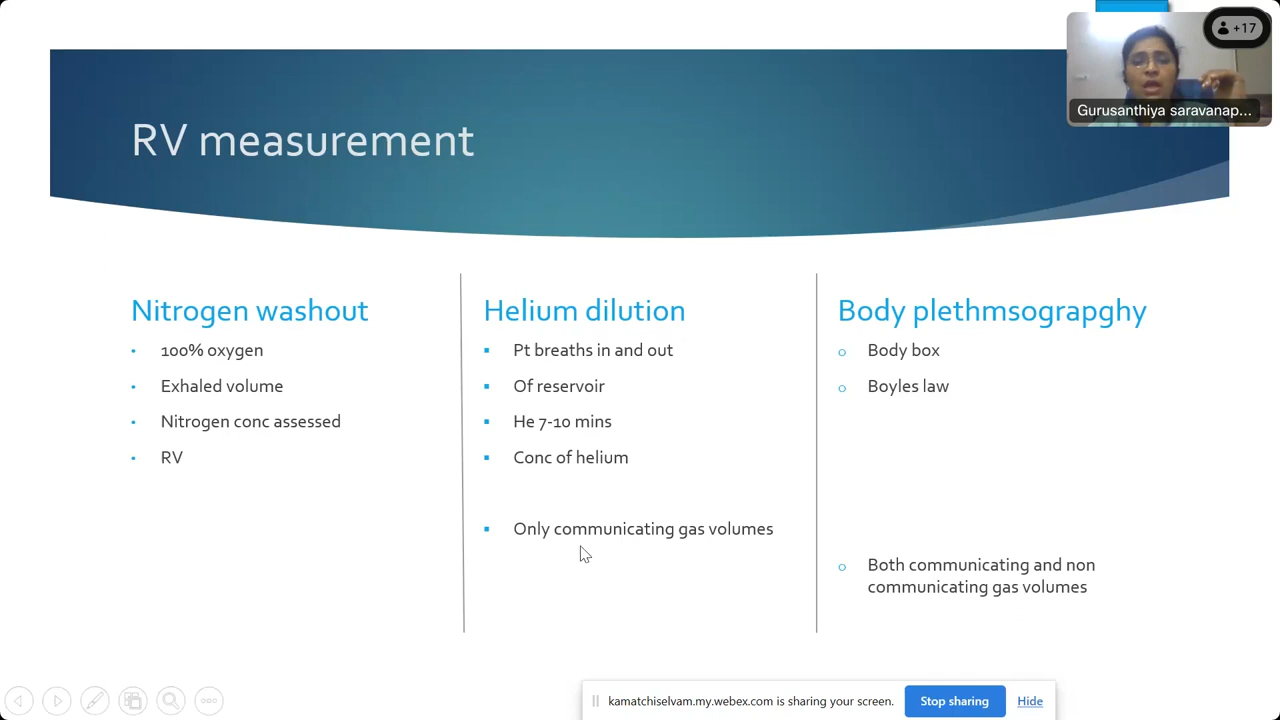 +17
Gurusanthiya saravanap...
RV measurement
Nitrogen washout
100% oxygen
Exhaled volume
Nitrogen conc assessed
RV
Helium dilution
Pt breaths in and out
Of reservoir
He 7-10 mins
Conc of helium
Only communicating gas volumes
Body plethmsograpghy
Body box
Boyles law
Both communicating and non
communicating gas volumes
kamatchiselvam.my.webex.com is sharing your screen.
Stop sharing
Hide